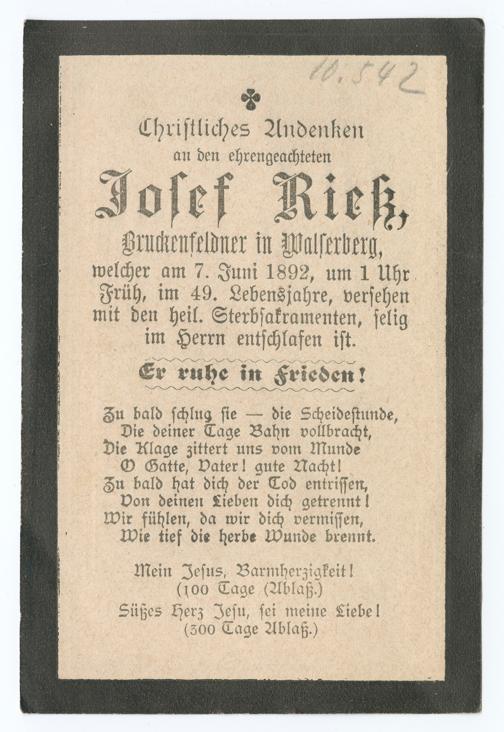 10.542
Christliches Andenken
an den ehrengeachteten
Josef Rieß,
Bruckenfeldner in Walserberg,
welcher am 7. Juni 1892, um 1 Uhr
Früh, im 49. Lebensjahre, versehen
mit den heil. Sterbsakramenten, selig
im Herrn entschlafen ist.
Er ruhe in Frieden!
Zu bald schlug sie — die Scheidestunde,
Die deiner Tage Bahn vollbracht,
Die Klage zittert uns vom Munde
O Gatte, Vater! gute Nacht!
Zu bald hat dich der Tod entrissen,
Von deinen Lieben dich getrennt!
Wir fühlen, da wir dich vermissen,
Wie tief die herbe Wunde brennt.
Mein Jesus, Barmherzigkeit!
(100 Tage (Ablaß.)
Süßes Herz Jesu, sei meine Liebe!
(300 Tage Ablaß.)